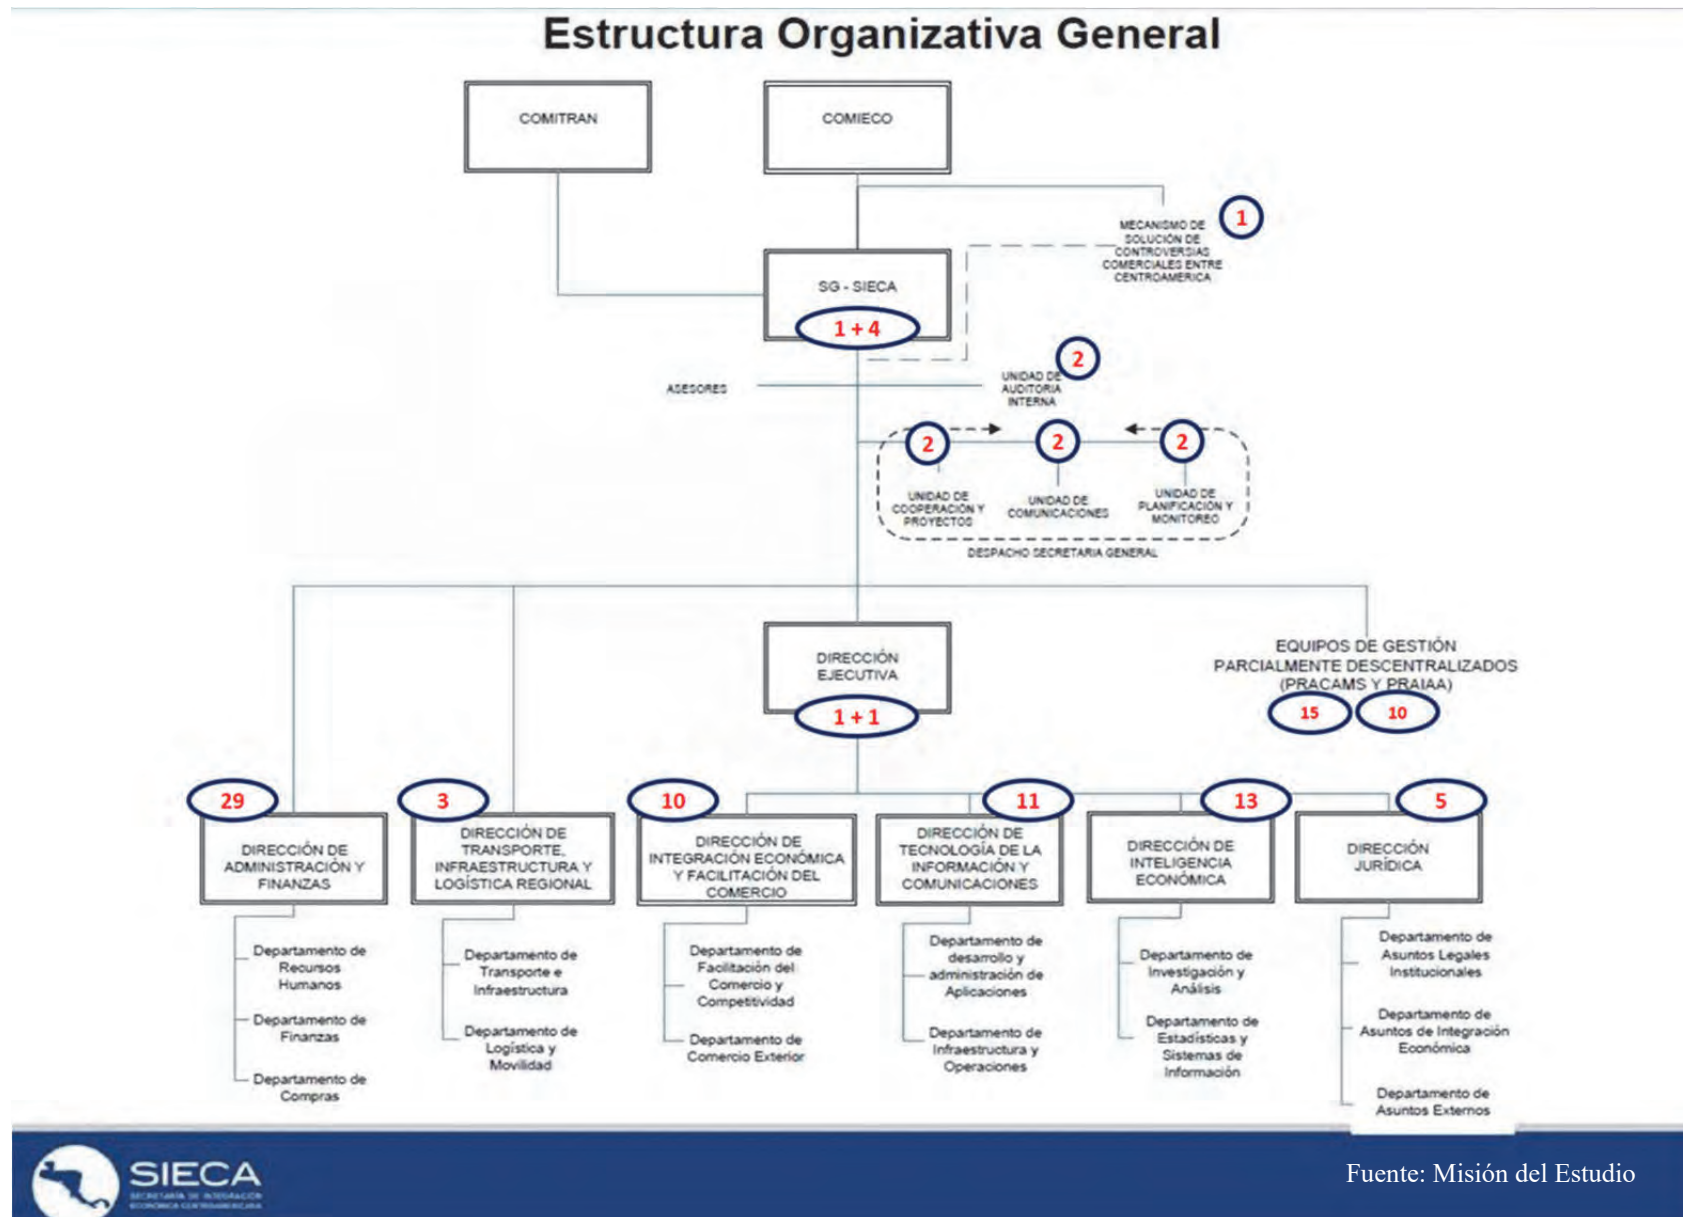 Estructura Organizativa General
COMITRAN
COMIECO
MECANISMO DE
SOLUCIÓN DE
CONTROVERSIAS
COMERCIALES ENTRE
CENTROAMERICA
1
SG - SIECA
1 + 4
ASESORES
UNIDAD DE
AUDITORIA
INTERNA
2
2
2
2
UNIDAD DE
COOPERACIÓN Y
PROYECTOS
UNIDAD DE
COMUNICACIONES
UNIDAD DE
PLANIFICACIÓN Y
MONITOREO
DESPACHO SECRETARIA GENERAL
DIRECCIÓN
EJECUTIVA
1 + 1
EQUIPOS DE GESTIÓN
PARCIALMENTE DESCENTRALIZADOS
(PRACAMS Y PRAIAA)
15
10
29
DIRECCIÓN DE
ADMINISTRACIÓN Y
FINANZAS
Departamento de
Recursos
Humanos
Departamento de
Finanzas
Departamento de
Compras
3
DIRECCIÓN DE
TRANSPORTE,
INFRAESTRUCTURA Y
LOGÍSTICA REGIONAL
Departamento de
Transporte e
Infraestructura
Departamento de
Logística y
Movilidad
10
DIRECCIÓN DE
INTEGRACIÓN ECONÓMICA
Y FACILITACIÓN DEL
COMERCIO
Departamento de
Facilitación del
Comercio y
Competitividad
Departamento de
Comercio Exterior
11
DIRECCIÓN DE
TECNOLOGÍA DE LA
INFORMACIÓN Y
COMUNICACIONES
Departamento de
desarrollo y
administración de
Aplicaciones
Departamento de
Infraestructura y
Operaciones
13
DIRECCIÓN DE
INTELIGENCIA
ECONÓMICA
Departamento de
Investigación y
Análisis
Departamento de
Estadísticas y
Sistemas de
Información
5
DIRECCIÓN
JURÍDICA
Departamento de
Asuntos Legales
Institucionales
Departamento de
Asuntos de Integración
Económica
Departamento de
Asuntos Externos
SIECA
SECRETARÍA DE INTEGRACIÓN
ECONÓMICA CENTROAMERICANA
Fuente: Misión del Estudio